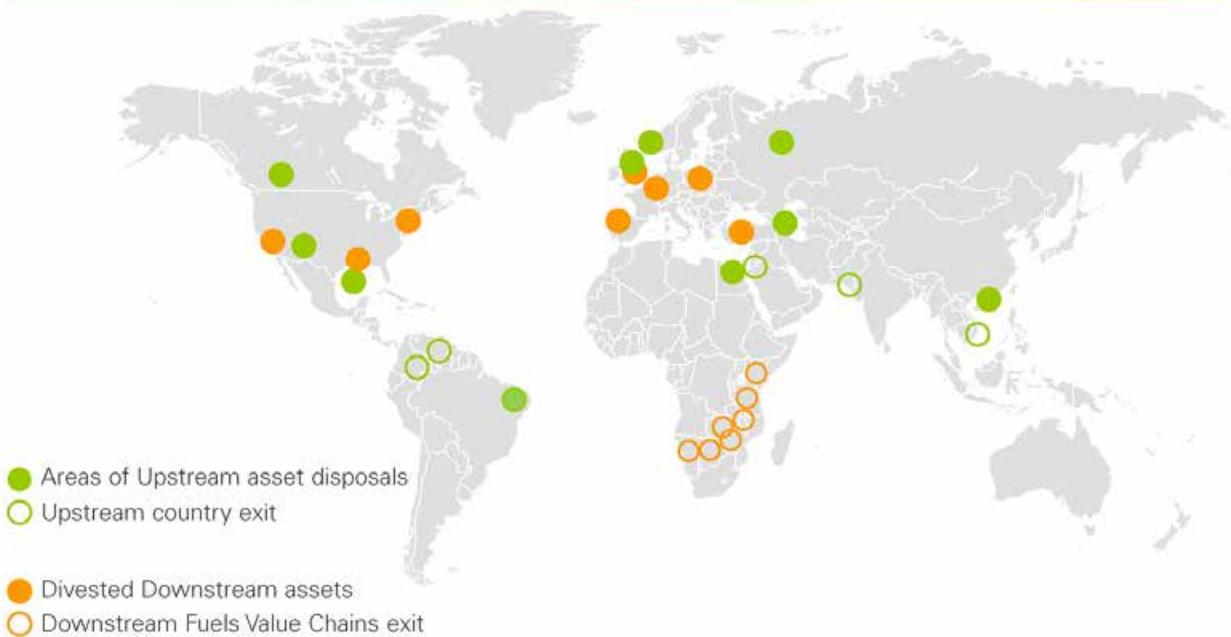 Areas of Upstream asset disposals
Upstream country exit
Divested Downstream assets
Downstream Fuels Value Chains exit